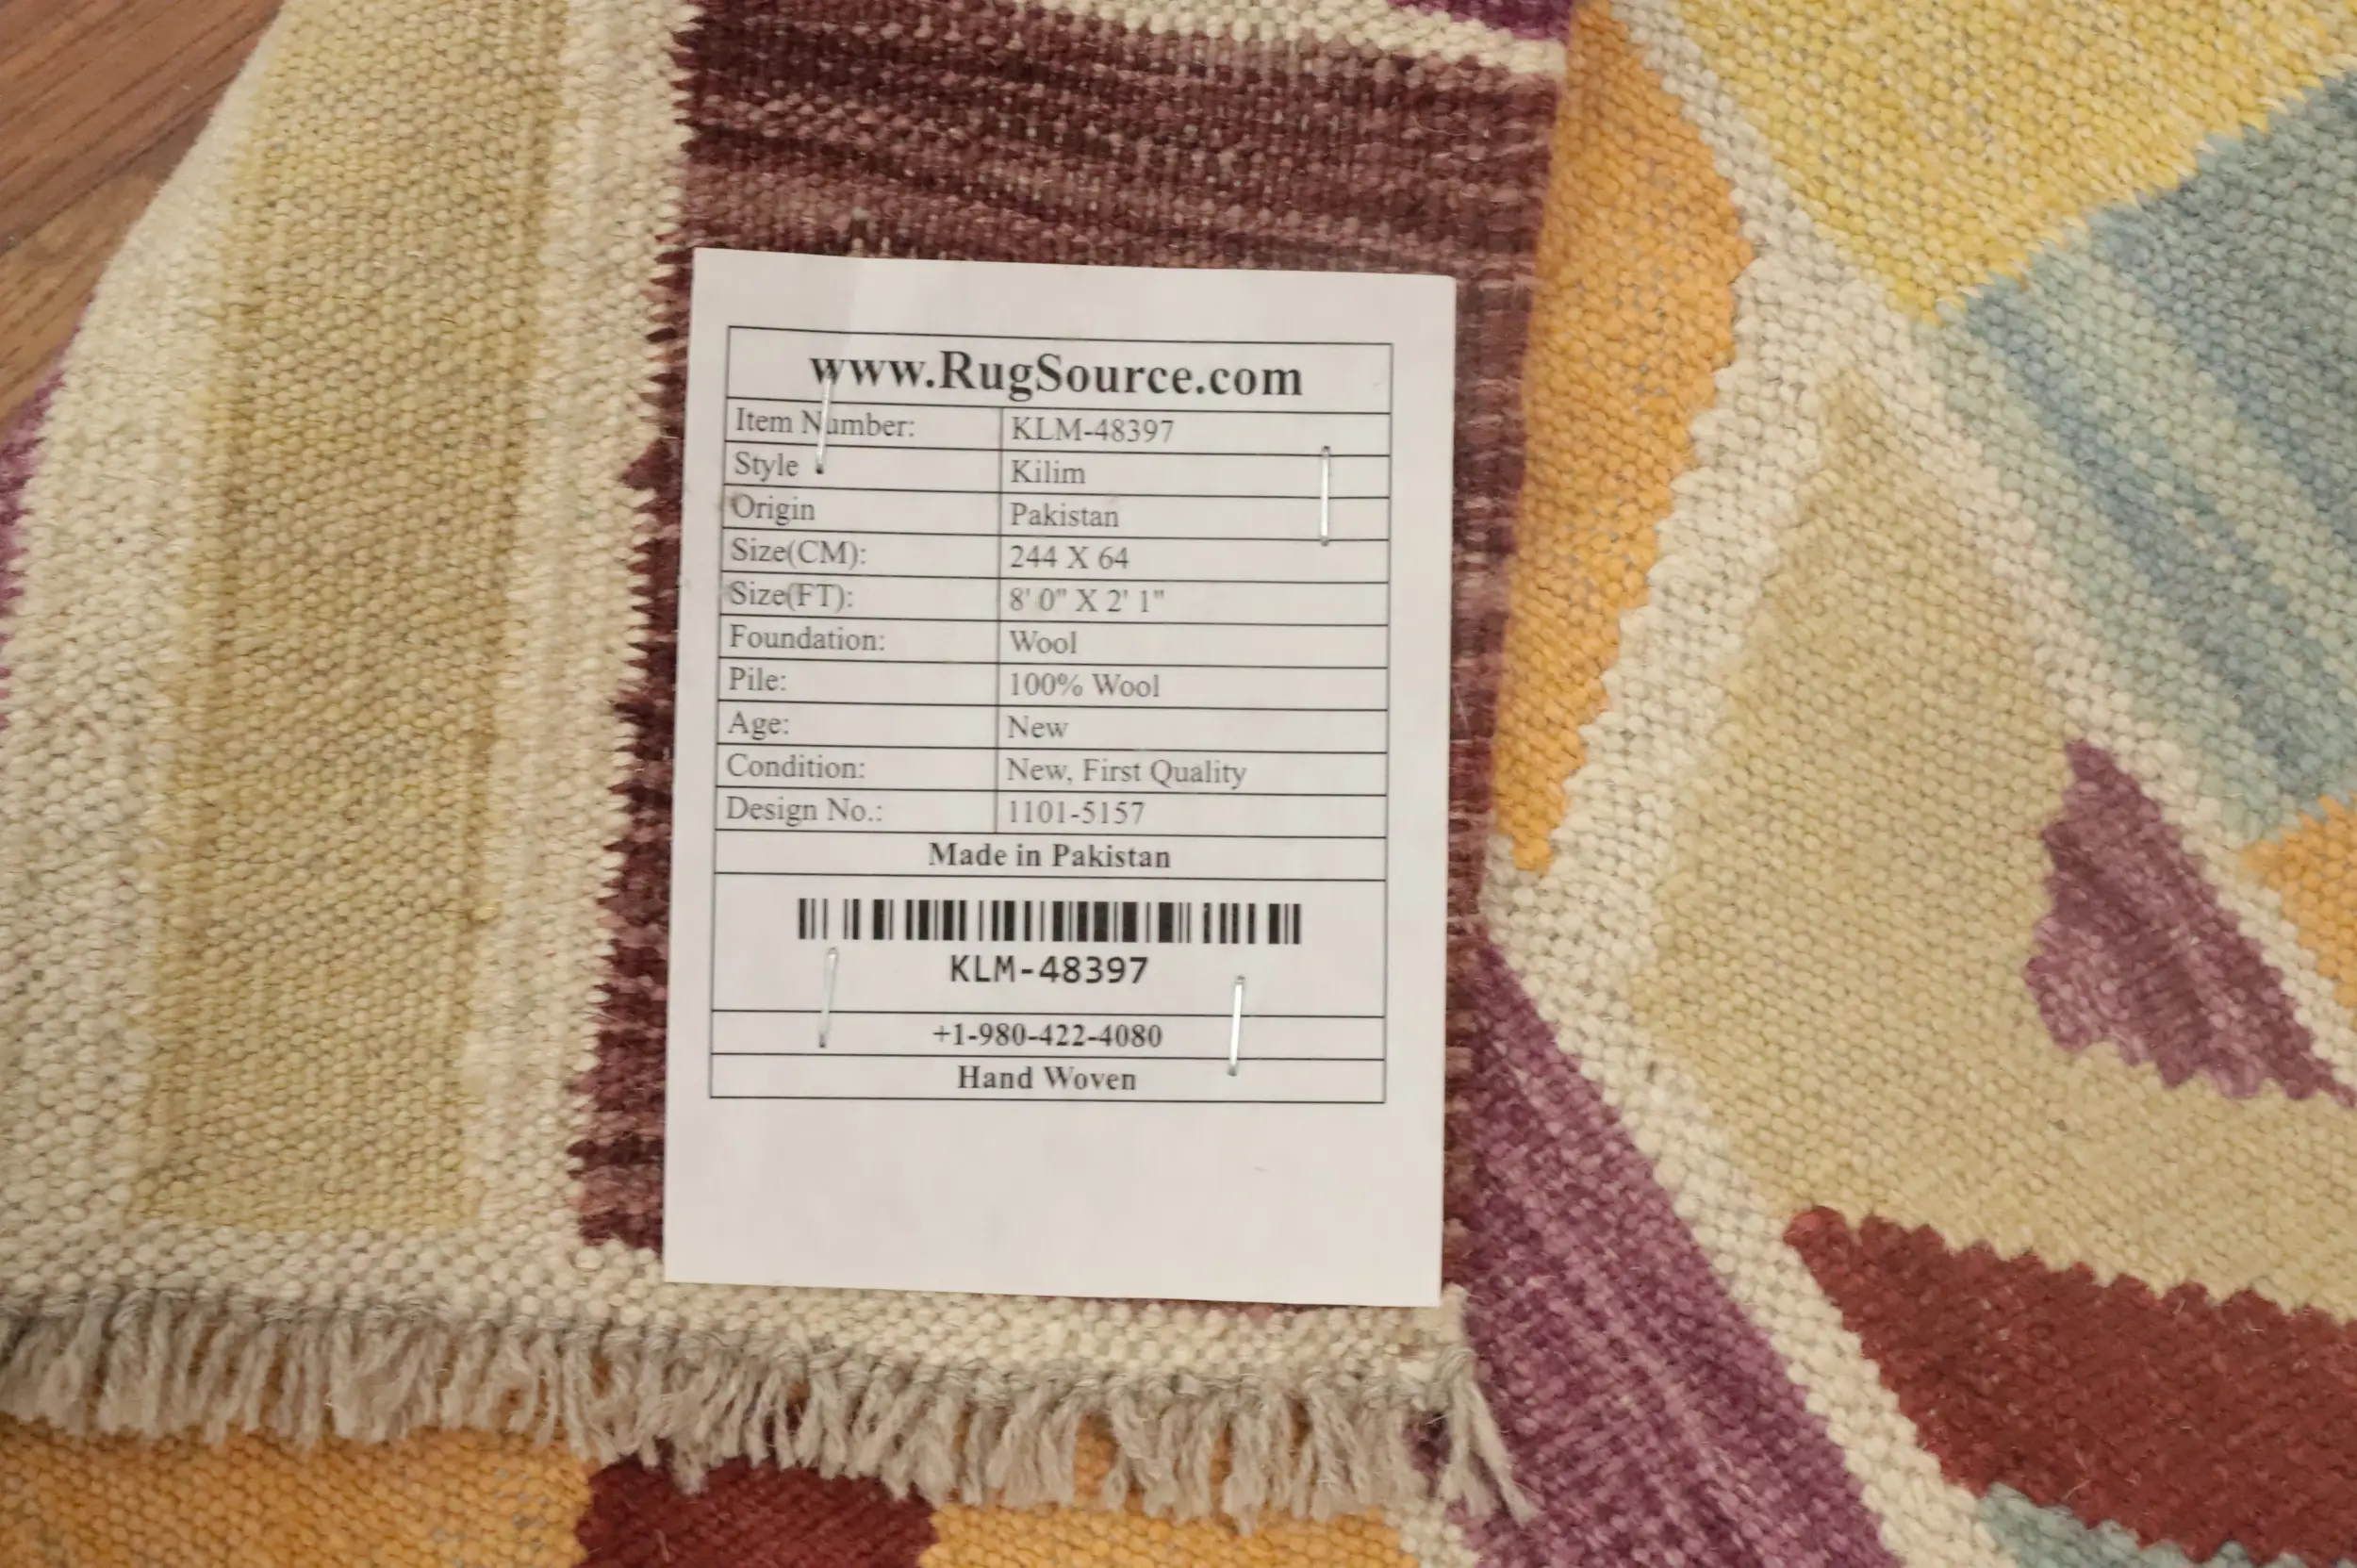 www.RugSource.com
Item Number: KLM-48397
Style Kilim
Origin Pakistan
Size(CM): 244 X 64
Size(FT): 8' 0" X 2' 1"
Foundation: Wool
Pile: 100% Wool
Age: New
Condition: New, First Quality
Design No.: 1101-5157
Made in Pakistan
KLM-48397
+1-980-422-4080
Hand Woven